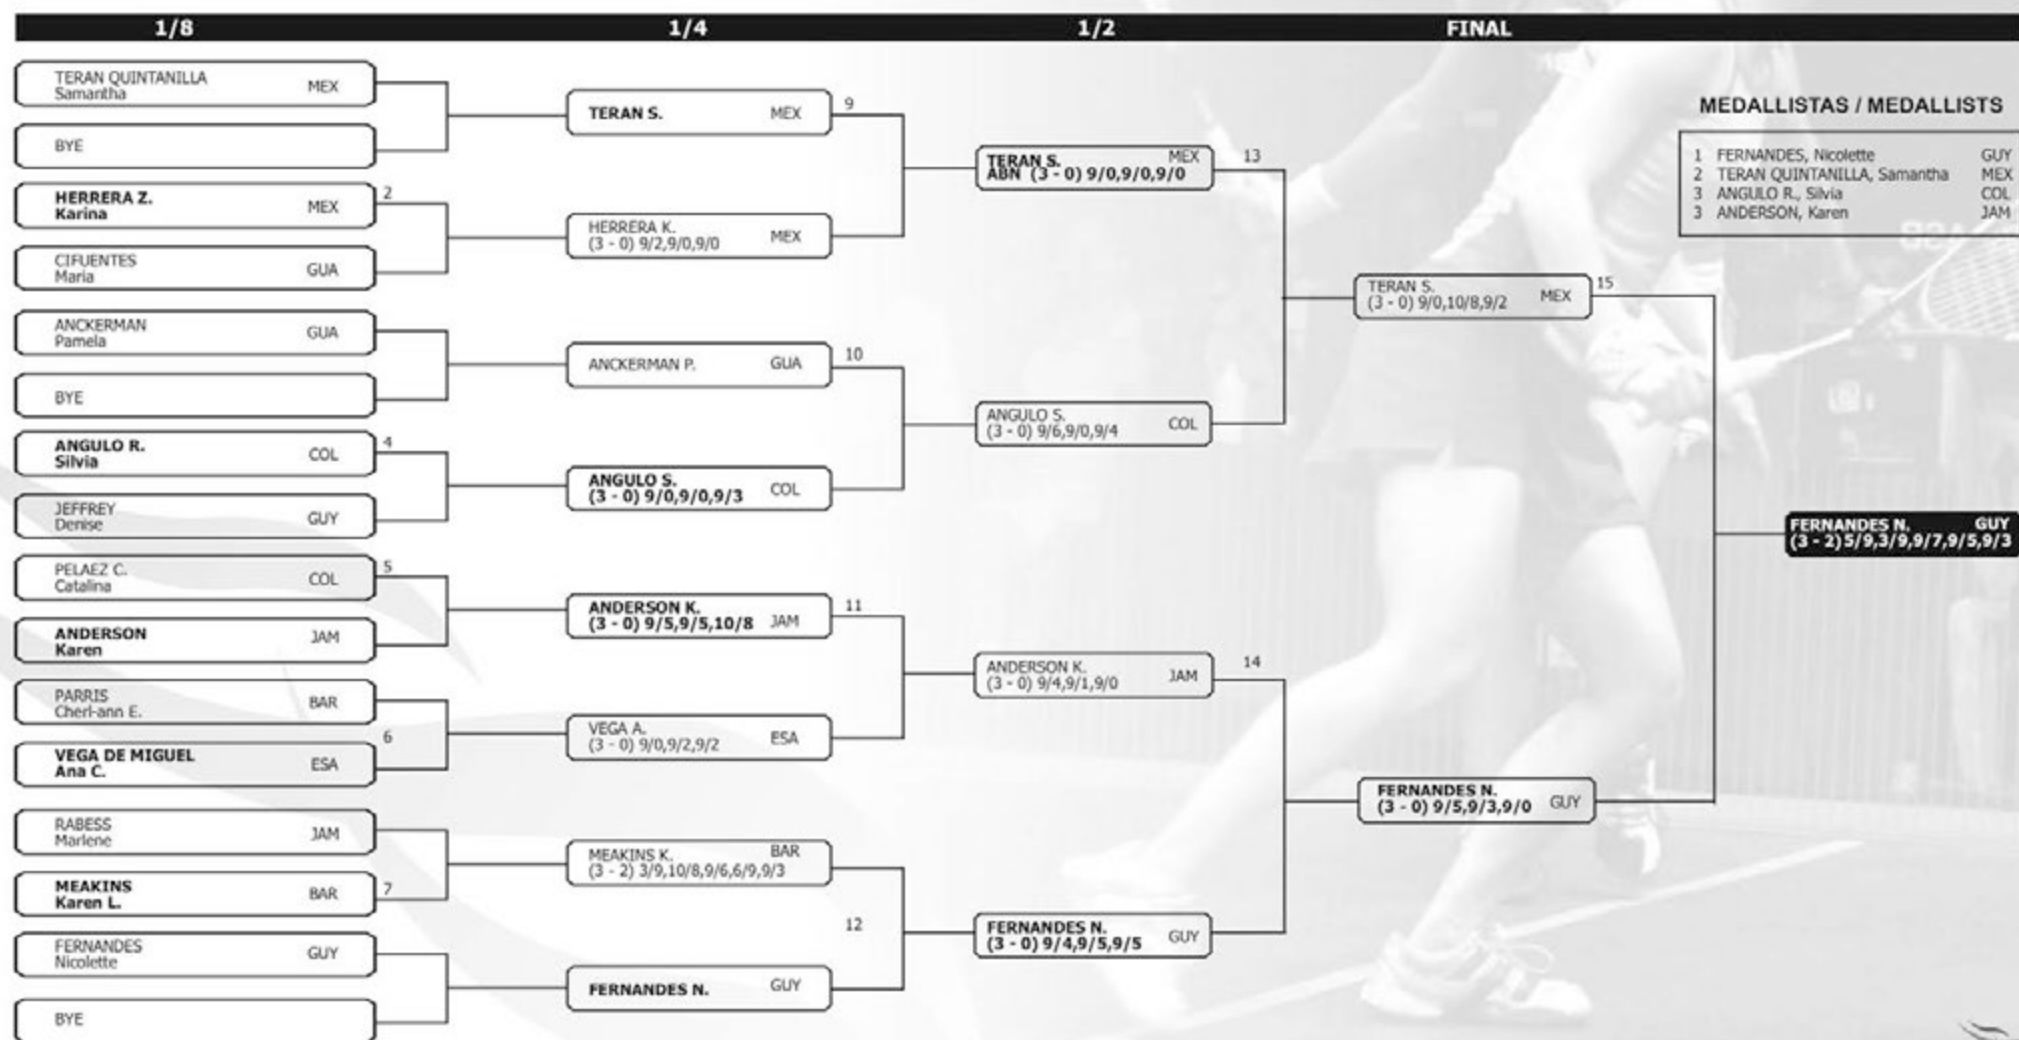 1/8 1/4 1/2 FINAL
TERAN QUINTANILLA
Samantha MEX
BYE
HERRERA Z.
Karina MEX 2
CIFUENTES
Maria GUA
ANCKERMAN
Pamela GUA
BYE
ANGULO R.
Silvia COL 4
JEFFREY
Denise GUY
PELAEZ C.
Catalina COL 5
ANDERSON
Karen JAM
PARRIS
Cherl-ann E. BAR
6
VEGA DE MIGUEL
Ana C. ESA
RABESS
Marlene JAM
MEAKINS
Karen L. BAR 7
FERNANDES
Nicolette GUY
BYE
TERAN S. MEX 9
HERRERA K.
(3 - 0) 9/2,9/0,9/0 MEX
ANCKERMAN P. GUA 10
ANGULO S.
(3 - 0) 9/0,9/0,9/3 COL
ANDERSON K. 11
(3 - 0) 9/5,9/5,10/8 JAM
VEGA A.
(3 - 0) 9/0,9/2,9/2 ESA
MEAKINS K. BAR
(3 - 2) 3/9,10/8,9/6,6/9,9/3
12
FERNANDES N. GUY
TERAN S. MEX 13
ABN (3 - 0) 9/0,9/0,9/0
ANGULO S.
(3 - 0) 9/6,9/0,9/4 COL
ANDERSON K. 14
(3 - 0) 9/4,9/1,9/0 JAM
FERNANDES N.
(3 - 0) 9/4,9/5,9/5 GUY
TERAN S. 15
(3 - 0) 9/0,10/8,9/2 MEX
FERNANDES N.
(3 - 0) 9/5,9/3,9/0 GUY
FERNANDES N. GUY
(3 - 2) 5/9,3/9,9/7,9/5,9/3
MEDALLISTAS / MEDALLISTS
1 FERNANDES, Nicolette GUY
2 TERAN QUINTANILLA, Samantha MEX
3 ANGULO R., Silvia COL
3 ANDERSON, Karen JAM